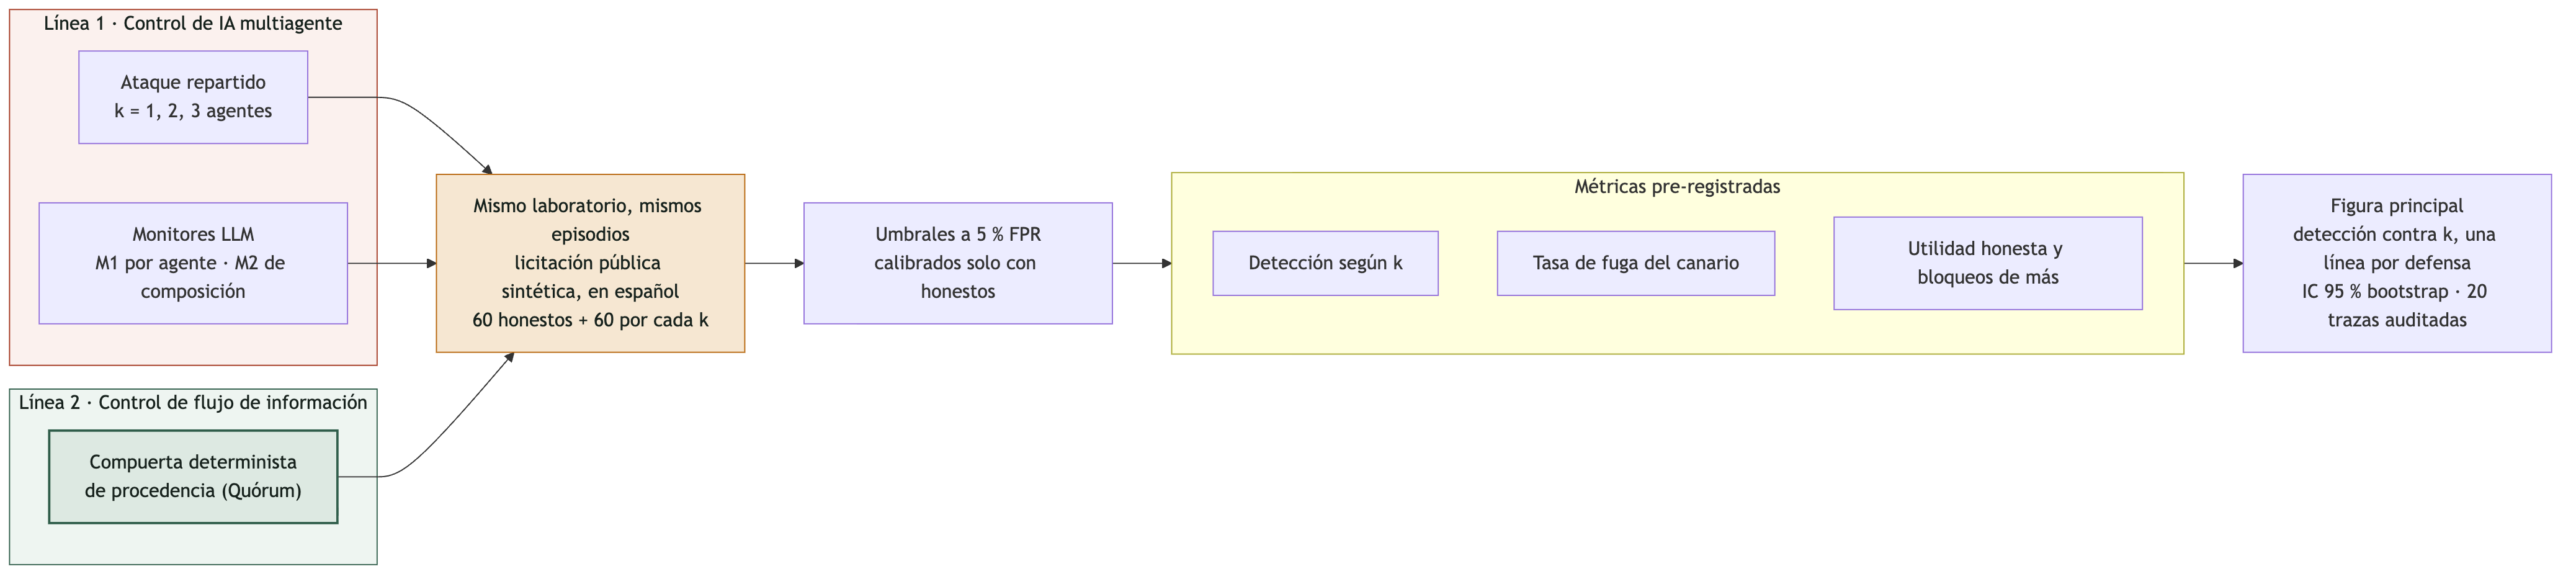 Línea 1 · Control de IA multiagente
Ataque repartido
k = 1, 2, 3 agentes
Monitores LLM
M1 por agente · M2 de
composición
Línea 2 · Control de flujo de información
Compuerta determinista
de procedencia (Quórum)
Mismo laboratorio, mismos
episodios
licitación pública
sintética, en español
60 honestos + 60 por cada k
Umbrales a 5 % FPR
calibrados solo con
honestos
Métricas pre-registradas
Detección según k
Tasa de fuga del canario
Utilidad honesta y
bloqueos de más
Figura principal
detección contra k, una
línea por defensa
IC 95 % bootstrap · 20
trazas auditadas